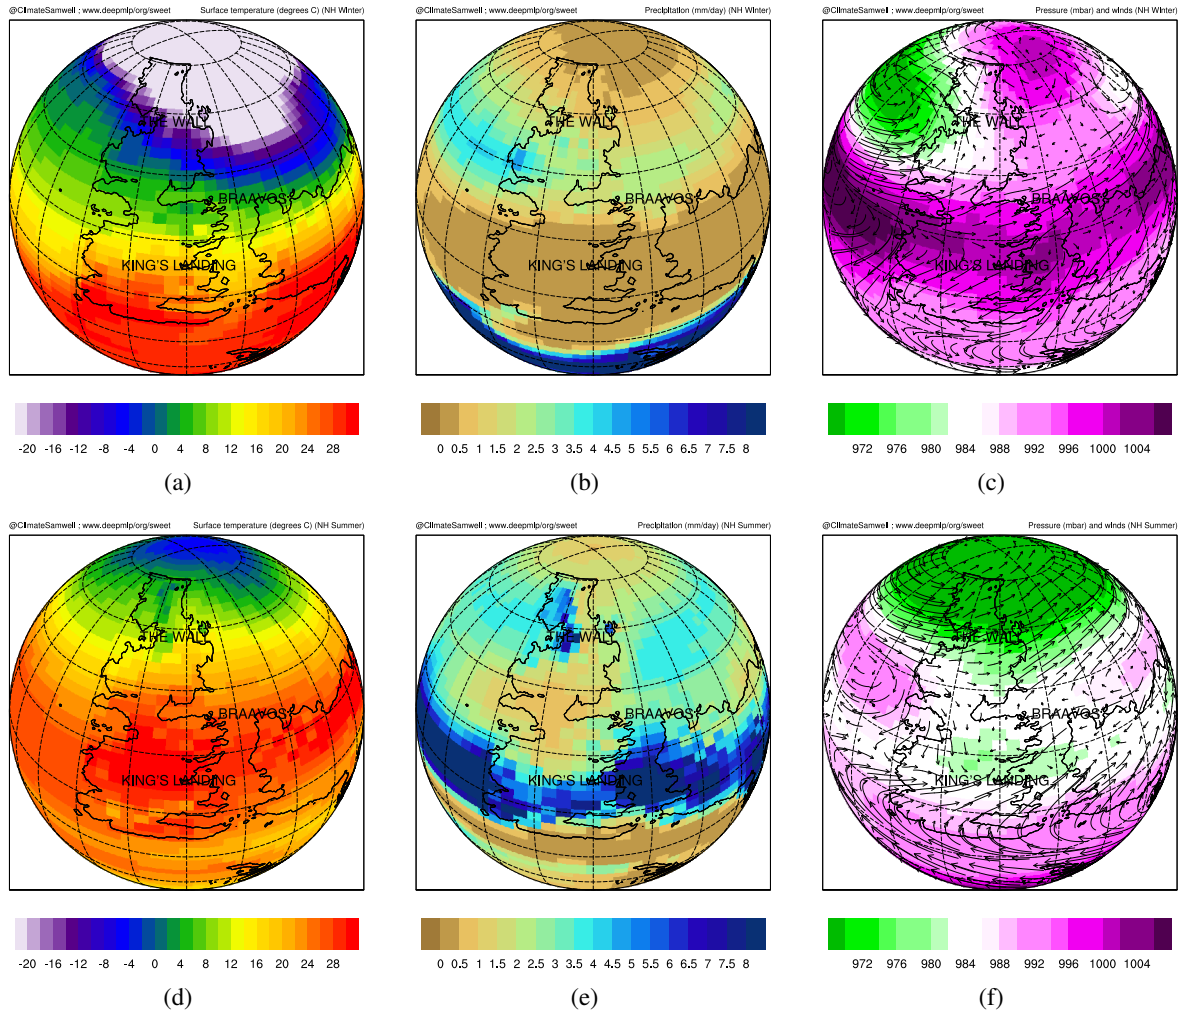 @ClimateSamwell ; www.deepmlp/org/sweet Surface temperature (degrees C) (NH Winter)
@ClimateSamwell ; www.deepmlp/org/sweet Precipitation (mm/day) (NH Winter)
@ClimateSamwell ; www.deepmlp/org/sweet Pressure (mbar) and winds (NH Winter)
THE WALL
BRAAVOS
KING'S LANDING
THE WALL
BRAAVOS
KING'S LANDING
THE WALL
BRAAVOS
KING'S LANDING
-20 -16 -12 -8 -4 0 4 8 12 16 20 24 28
0 0.5 1 1.5 2 2.5 3 3.5 4 4.5 5 5.5 6 6.5 7 7.5 8
972 976 980 984 988 992 996 1000 1004
(a)
(b)
(c)
@ClimateSamwell ; www.deepmlp/org/sweet Surface temperature (degrees C) (NH Summer)
@ClimateSamwell ; www.deepmlp/org/sweet Precipitation (mm/day) (NH Summer)
@ClimateSamwell ; www.deepmlp/org/sweet Pressure (mbar) and winds (NH Summer)
THE WALL
BRAAVOS
KING'S LANDING
THE WALL
BRAAVOS
KING'S LANDING
THE WALL
BRAAVOS
KING'S LANDING
-20 -16 -12 -8 -4 0 4 8 12 16 20 24 28
0 0.5 1 1.5 2 2.5 3 3.5 4 4.5 5 5.5 6 6.5 7 7.5 8
972 976 980 984 988 992 996 1000 1004
(d)
(e)
(f)